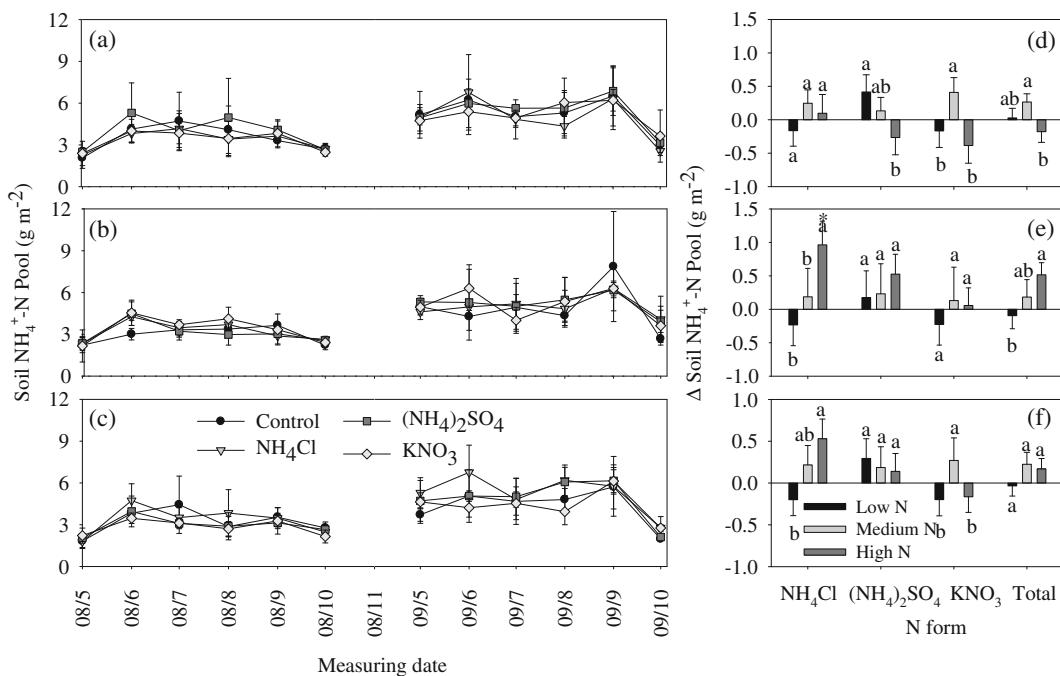 (a)
12
9
6
3
0
(b)
12
9
6
3
0
(c)
12
9
6
3
0
Soil NH₄⁺-N Pool (g m⁻²)
Control
(NH₄)₂SO₄
NH₄Cl
KNO₃
08/5
08/6
08/7
08/8
08/9
08/10
08/11
09/5
09/6
09/7
09/8
09/9
09/10
Measuring date
(d)
1.5
1.0
0.5
0.0
-0.5
-1.0
a a a a a b a b b ab a b
(e)
1.5
1.0
0.5
0.0
-0.5
-1.0
*
b b a a a a a a a b ab a
(f)
1.5
1.0
0.5
0.0
-0.5
-1.0
b ab a a a a b a b a a a
Δ Soil NH₄⁺-N Pool (g m⁻²)
Low N
Medium N
High N
NH₄Cl (NH₄)₂SO₄ KNO₃ Total
N form